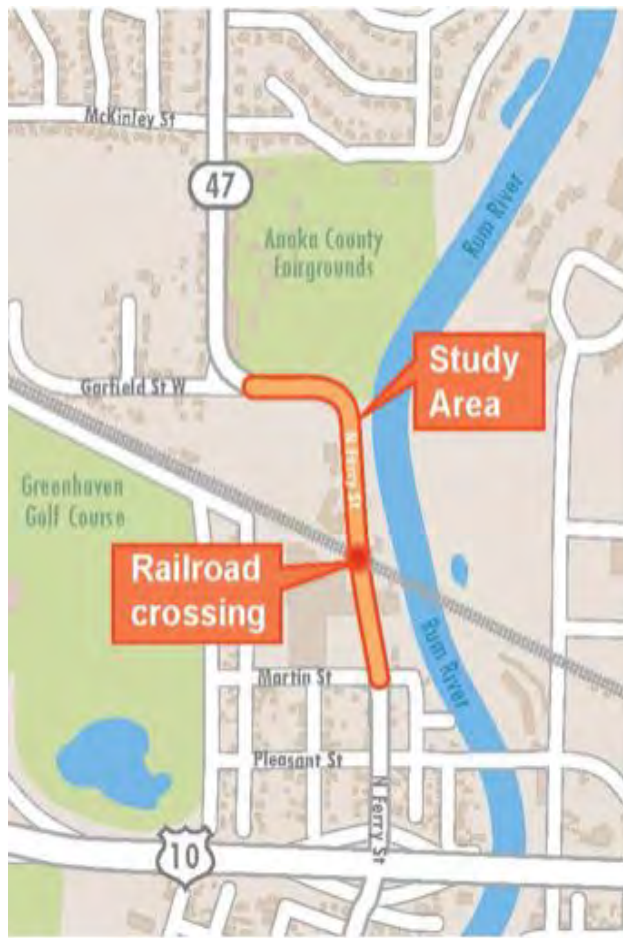 McKinley St
47
Anoka County
Fairgrounds
Rum River
Study
Area
Garfield St W
N Ferry St
Greenhaven
Golf Course
Railroad
crossing
Rum River
Martin St
Pleasant St
N Ferry St
10